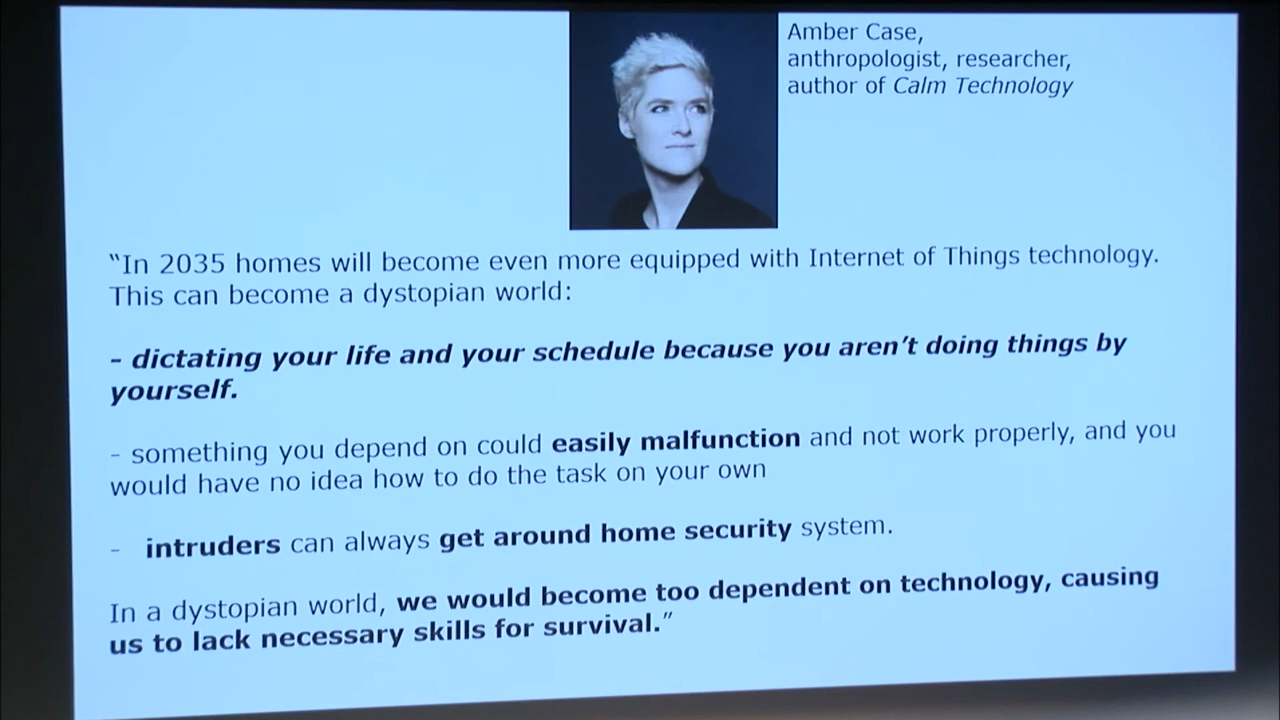 Amber Case,
anthropologist, researcher,
author of Calm Technology
“In 2035 homes will become even more equipped with Internet of Things technology.
This can become a dystopian world:
– dictating your life and your schedule because you aren’t doing things by
yourself.
- something you depend on could easily malfunction and not work properly, and you
would have no idea how to do the task on your own
- intruders can always get around home security system.
In a dystopian world, we would become too dependent on technology, causing
us to lack necessary skills for survival.”